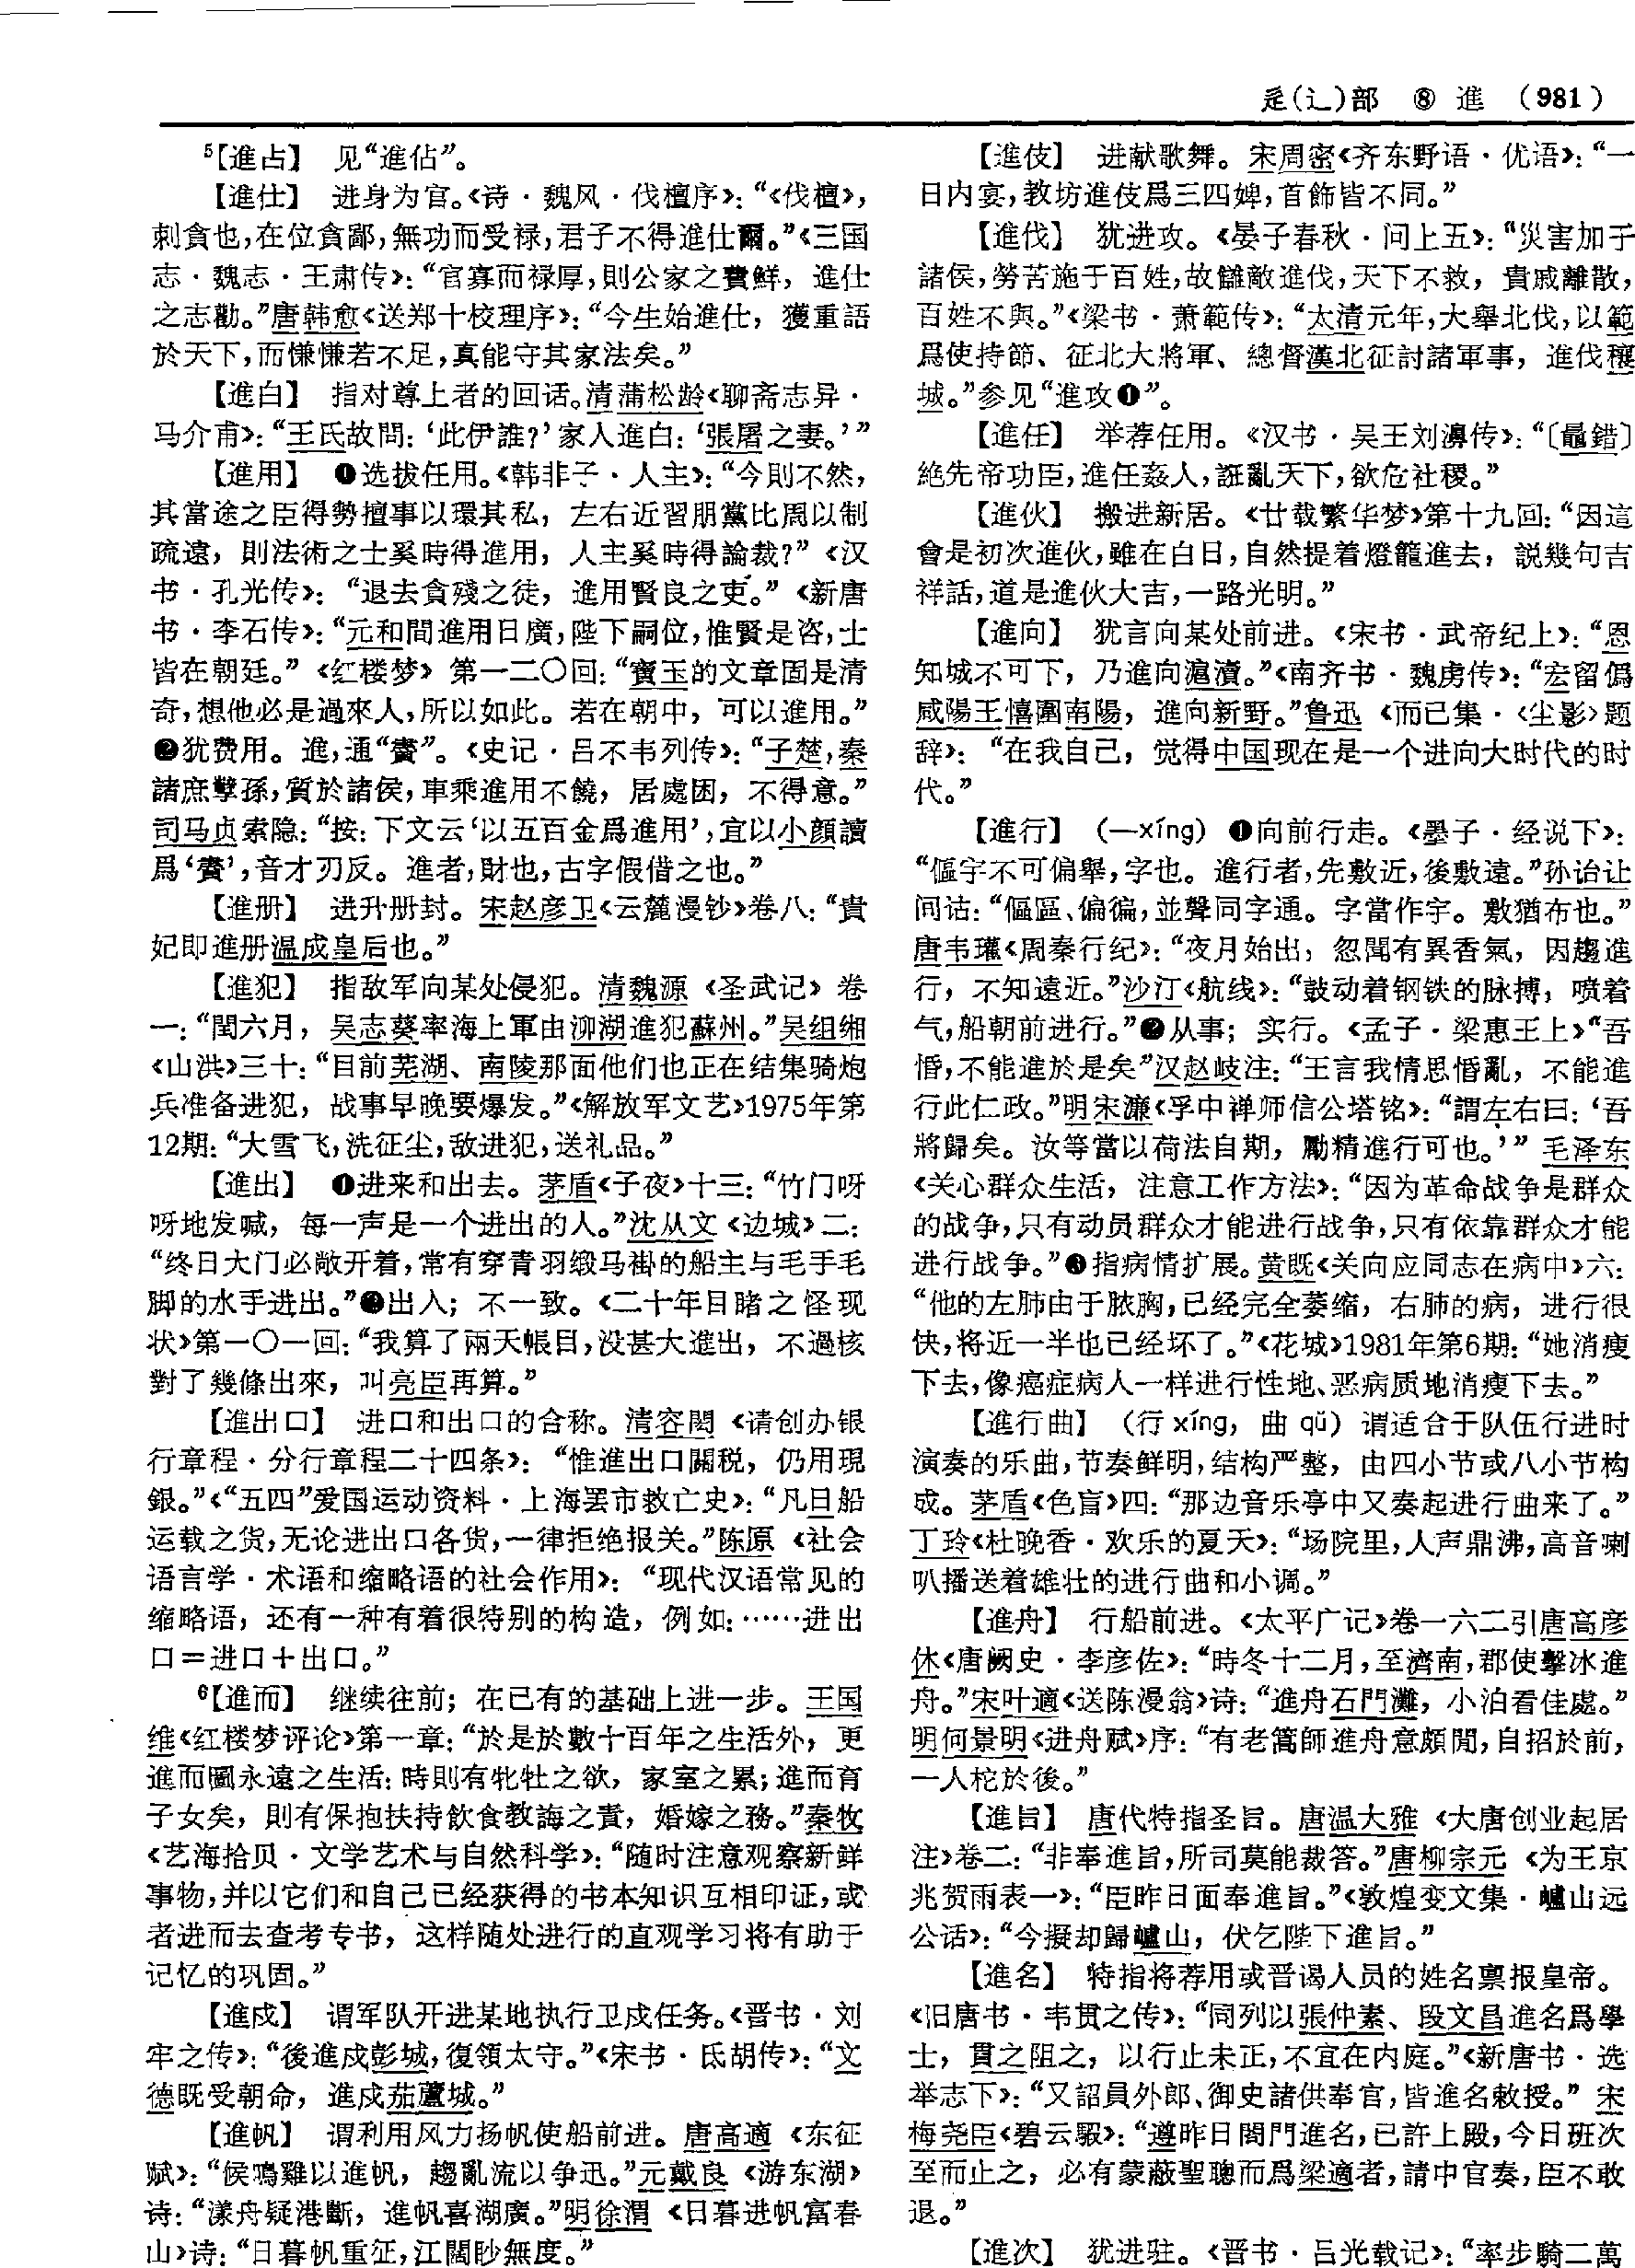 辵(辶)部　⑧　進　(981)
⁵【進占】　见“進佔”。
【進仕】　进身为官。《诗·魏风·伐檀序》：“《伐檀》，
刺貪也，在位貪鄙，無功而受禄，君子不得進仕爾。”《三国
志·魏志·王肃传》：“官寡而禄厚，則公家之費鮮，進仕
之志勸。”唐韩愈《送郑十校理序》：“今生始進仕，獲重語
於天下，而慊慊若不足，真能守其家法矣。”
【進白】　指对尊上者的回话。清蒲松龄《聊斋志异·
马介甫》：“王氏故問：‘此伊誰？’家人進白：‘張屠之妻。’”
【進用】　❶选拔任用。《韩非子·人主》：“今則不然，
其當途之臣得勢擅事以環其私，左右近習朋黨比周以制
疏遠，則法術之士奚時得進用，人主奚時得論裁？”《汉
书·孔光传》：“退去貪殘之徒，進用賢良之吏。”《新唐
书·李石传》：“元和間進用日廣，陛下嗣位，惟賢是咨，士
皆在朝廷。”《红楼梦》第一二〇回：“寳玉的文章固是清
奇，想他必是過來人，所以如此。若在朝中，可以進用。”
❷犹费用。進，通“賮”。《史记·吕不韦列传》：“子楚，秦
諸庶孽孫，質於諸侯，車乘進用不饒，居處困，不得意。”
司马贞索隐：“按：下文云‘以五百金爲進用’，宜以小顔讀
爲‘賮’，音才刃反。進者，財也，古字假借之也。”
【進册】　进升册封。宋赵彦卫《云麓漫钞》卷八：“貴
妃即進册温成皇后也。”
【進犯】　指敌军向某处侵犯。清魏源《圣武记》卷
一：“閏六月，吴志葵率海上軍由泖湖進犯蘇州。”吴组缃
《山洪》三十：“目前芜湖、南陵那面他们也正在结集骑炮
兵准备进犯，战事早晚要爆发。”《解放军文艺》1975年第
12期：“大雪飞，洗征尘，敌进犯，送礼品。”
【進出】　❶进来和出去。茅盾《子夜》十三：“竹门呀
呀地发喊，每一声是一个进出的人。”沈从文《边城》二：
“终日大门必敞开着，常有穿青羽缎马褂的船主与毛手毛
脚的水手进出。”❷出入；不一致。《二十年目睹之怪现
状》第一〇一回：“我算了兩天帳目，没甚大進出，不過核
對了幾條出來，叫亮臣再算。”
【進出口】　进口和出口的合称。清容閎《请创办银
行章程·分行章程二十四条》：“惟進出口關税，仍用現
銀。”《“五四”爱国运动资料·上海罢市救亡史》：“凡日船
运载之货，无论进出口各货，一律拒绝报关。”陈原《社会
语言学·术语和缩略语的社会作用》：“现代汉语常见的
缩略语，还有一种有着很特别的构造，例如：……进出
口＝进口＋出口。”
⁶【進而】　继续往前；在已有的基础上进一步。王国
维《红楼梦评论》第一章：“於是於數十百年之生活外，更
進而圖永遠之生活：時則有牝牡之欲，家室之累；進而育
子女矣，則有保抱扶持飲食教誨之責，婚嫁之務。”秦牧
《艺海拾贝·文学艺术与自然科学》：“随时注意观察新鲜
事物，并以它们和自己已经获得的书本知识互相印证，或
者进而去查考专书，这样随处进行的直观学习将有助于
记忆的巩固。”
【進戍】　谓军队开进某地执行卫戍任务。《晋书·刘
牢之传》：“後進戍彭城，復領太守。”《宋书·氐胡传》：“文
德既受朝命，進戍茄蘆城。”
【進帆】　谓利用风力扬帆使船前进。唐高適《东征
赋》：“侯鳴雞以進帆，趨亂流以争迅。”元戴良《游东湖》
诗：“漾舟疑港斷，進帆喜湖廣。”明徐渭《日暮进帆富春
山》诗：“日暮帆重征，江闊眇無度。”
【進伎】　进献歌舞。宋周密《齐东野语·优语》：“一
日内宴，教坊進伎爲三四婢，首飾皆不同。”
【進伐】　犹进攻。《晏子春秋·问上五》：“災害加于
諸侯，勞苦施于百姓，故讎敵進伐，天下不救，貴戚離散，
百姓不與。”《梁书·萧範传》：“太清元年，大舉北伐，以範
爲使持節、征北大將軍、總督漢北征討諸軍事，進伐穰
城。”参见“進攻❶”。
【進任】　举荐任用。《汉书·吴王刘濞传》：“〔鼂錯〕
絶先帝功臣，進任姦人，誑亂天下，欲危社稷。”
【進伙】　搬进新居。《廿载繁华梦》第十九回：“因這
會是初次進伙，雖在白日，自然提着燈籠進去，説幾句吉
祥話，道是進伙大吉，一路光明。”
【進向】　犹言向某处前进。《宋书·武帝纪上》：“恩
知城不可下，乃進向滬瀆。”《南齐书·魏虏传》：“宏留僞
咸陽王憘圍南陽，進向新野。”鲁迅《而已集·〈尘影〉题
辞》：“在我自己，觉得中国现在是一个进向大时代的时
代。”
【進行】　(—xíng)　❶向前行走。《墨子·经说下》：
“傴宇不可偏舉，字也。進行者，先敷近，後敷遠。”孙诒让
间诂：“傴區、偏徧，並聲同字通。字當作宇。敷猶布也。”
唐韦瓘《周秦行纪》：“夜月始出，忽聞有異香氣，因趨進
行，不知遠近。”沙汀《航线》：“鼓动着钢铁的脉搏，喷着
气，船朝前进行。”❷从事；实行。《孟子·梁惠王上》“吾
惛，不能進於是矣”汉赵岐注：“王言我情思惛亂，不能進
行此仁政。”明宋濂《孚中禅师信公塔铭》：“謂左右曰：‘吾
將歸矣。汝等當以荷法自期，勵精進行可也。’”毛泽东
《关心群众生活，注意工作方法》：“因为革命战争是群众
的战争，只有动员群众才能进行战争，只有依靠群众才能
进行战争。”❸指病情扩展。黄既《关向应同志在病中》六：
“他的左肺由于脓胸，已经完全萎缩，右肺的病，进行很
快，将近一半也已经坏了。”《花城》1981年第6期：“她消瘦
下去，像癌症病人一样进行性地、恶病质地消瘦下去。”
【進行曲】　(行 xíng，曲 qǔ)　谓适合于队伍行进时
演奏的乐曲，节奏鲜明，结构严整，由四小节或八小节构
成。茅盾《色盲》四：“那边音乐亭中又奏起进行曲来了。”
丁玲《杜晚香·欢乐的夏天》：“场院里，人声鼎沸，高音喇
叭播送着雄壮的进行曲和小调。”
【進舟】　行船前进。《太平广记》卷一六二引唐高彦
休《唐阙史·李彦佐》：“時冬十二月，至濟南，郡使擊冰進
舟。”宋叶適《送陈漫翁》诗：“進舟石門灘，小泊看佳處。”
明何景明《进舟赋》序：“有老篙師進舟意頗閒，自招於前，
一人柁於後。”
【進旨】　唐代特指圣旨。唐温大雅《大唐创业起居
注》卷二：“非奉進旨，所司莫能裁答。”唐柳宗元《为王京
兆贺雨表一》：“臣昨日面奉進旨。”《敦煌变文集·廬山远
公话》：“今擬却歸廬山，伏乞陛下進旨。”
【進名】　特指将荐用或晋谒人员的姓名禀报皇帝。
《旧唐书·韦贯之传》：“同列以張仲素、段文昌進名爲學
士，貫之阻之，以行止未正，不宜在内庭。”《新唐书·选
举志下》：“又詔員外郎、御史諸供奉官，皆進名敕授。”宋
梅尧臣《碧云騢》：“遵昨日閤門進名，已許上殿，今日班次
至而止之，必有蒙蔽聖聰而爲梁適者，請中官奏，臣不敢
退。”
【進次】　犹进驻。《晋书·吕光载记》：“率步騎二萬